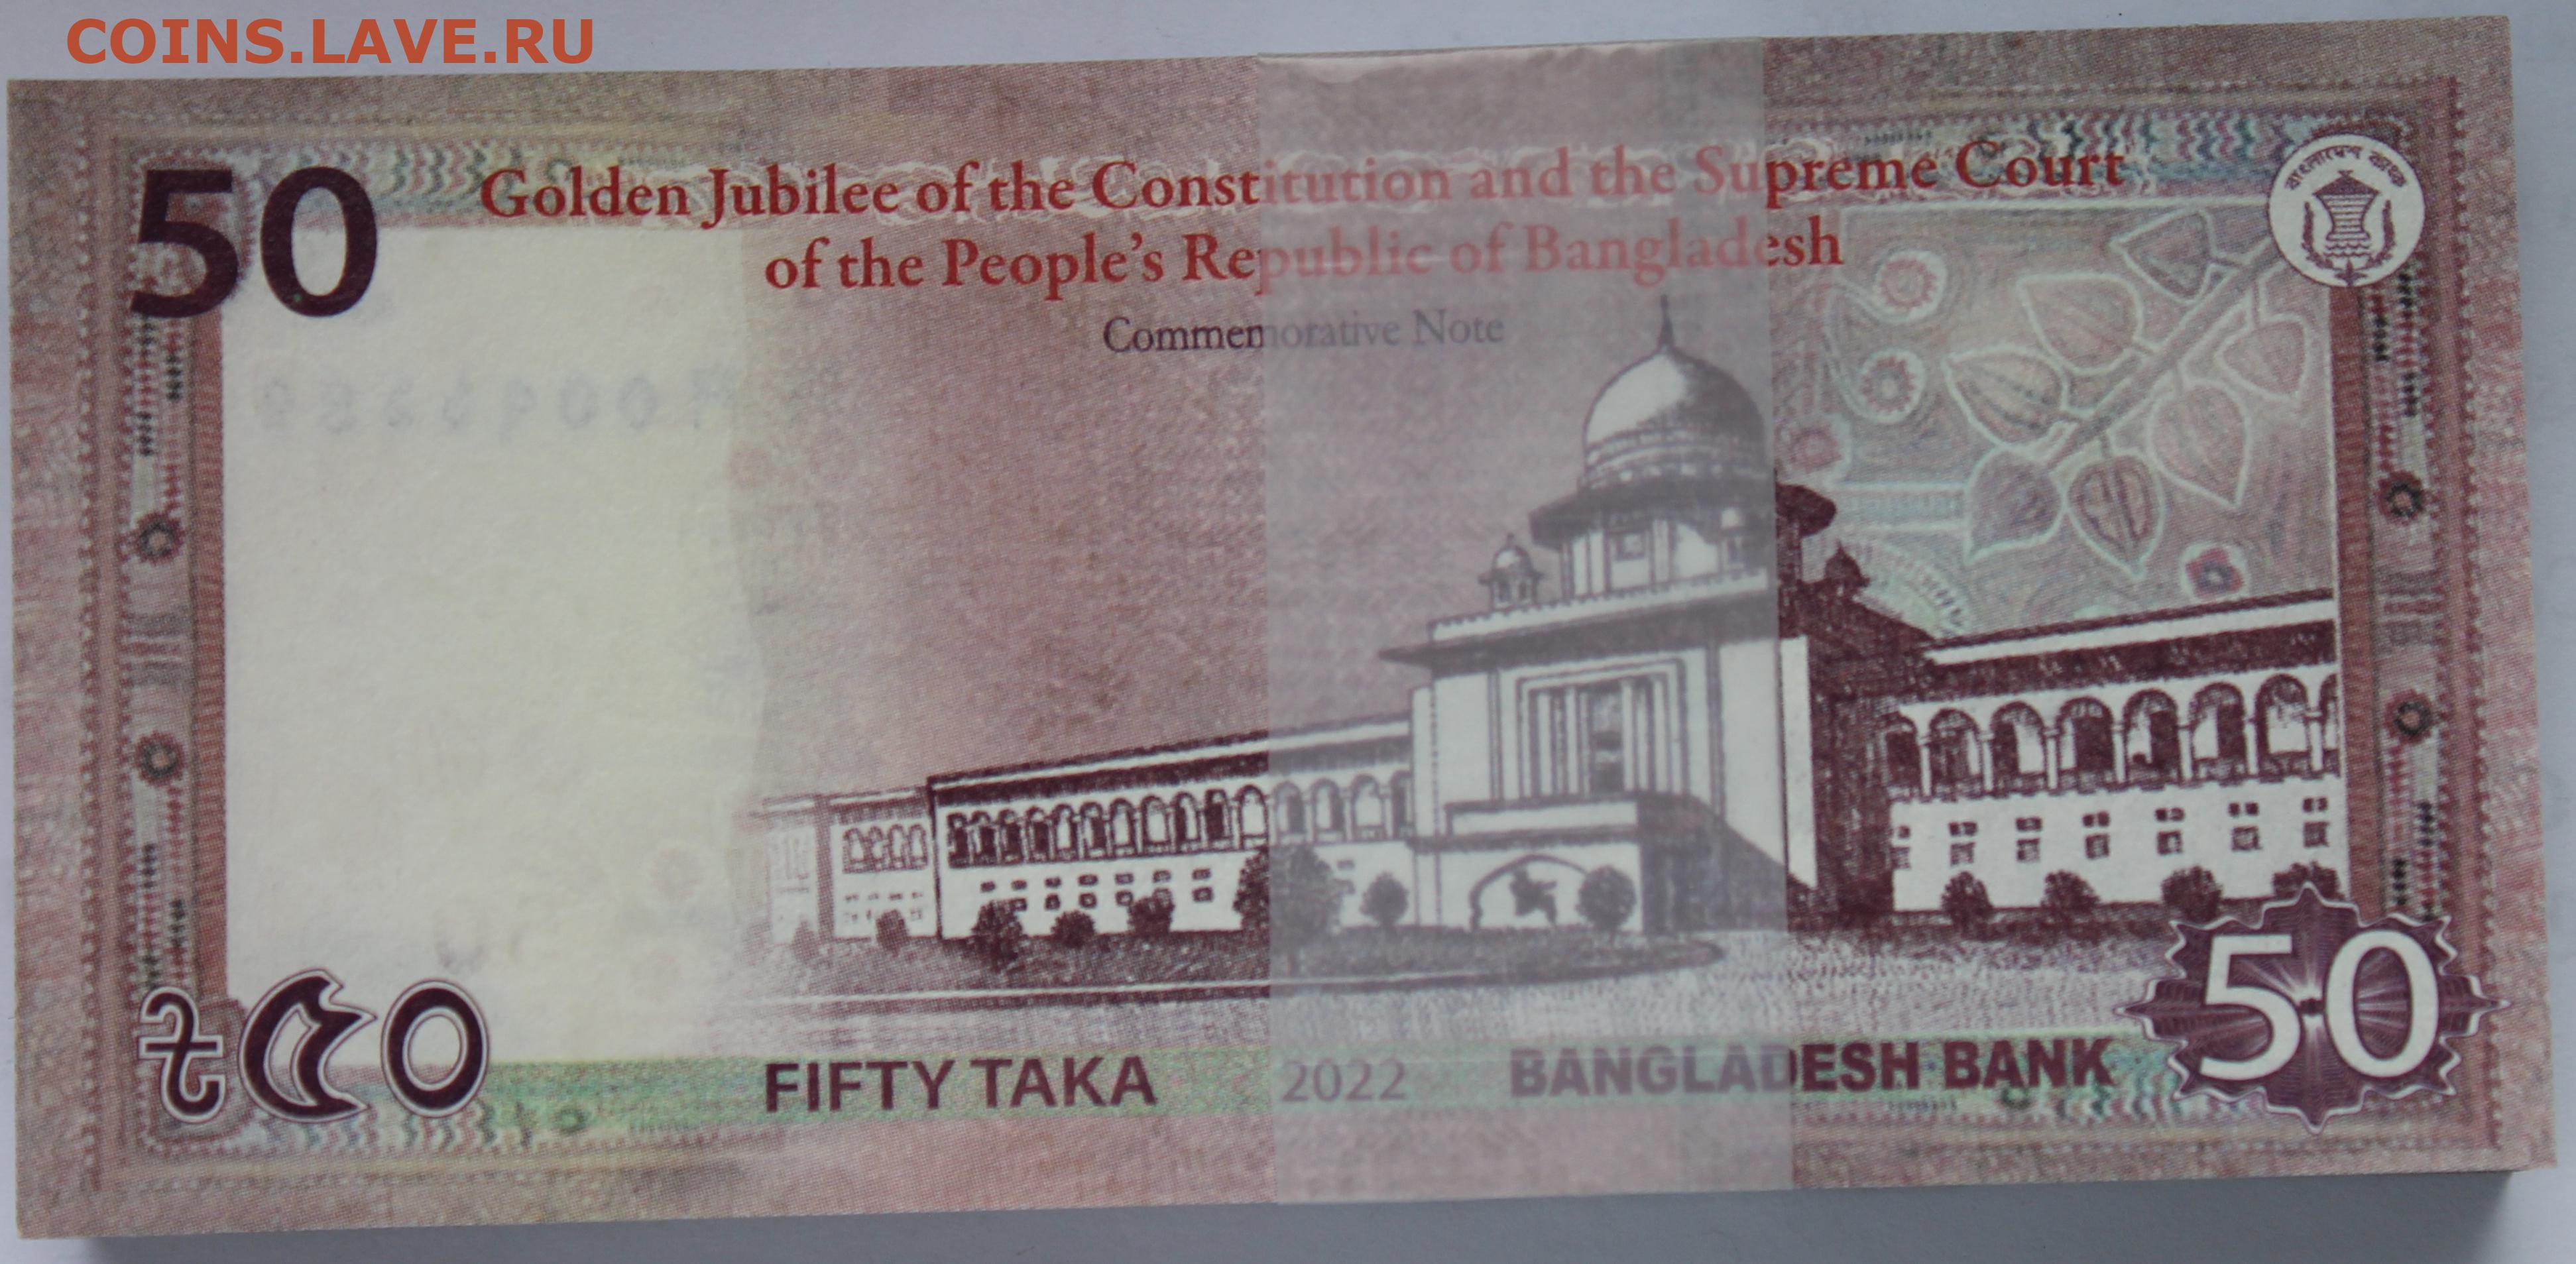 COINS.LAVE.RU
50
Golden Jubilee of the Constitution and the Supreme Court
of the People's Republic of Bangladesh
Commemorative Note
বাংলাদেশ ব্যাংক
৳৫০
FIFTY TAKA 2022 BANGLADESH BANK
50